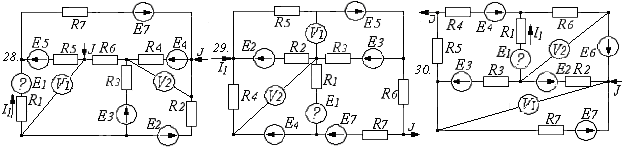 R7 E7
28. E5 R5 J R6 R4 E4 J
? E1 V1 R3 V2 R2
I1 R1 E3 E2
R5 E5
V1
29. I1 E2 R2 R3 E3
R4 V2 R1 R6
E1 ?
E4 E7 R7 J
J R4 E4 R1 I1 R6
R5 E1 ? V2 E6
30. E3 R3 E2 R2
V1 J
R7 E7